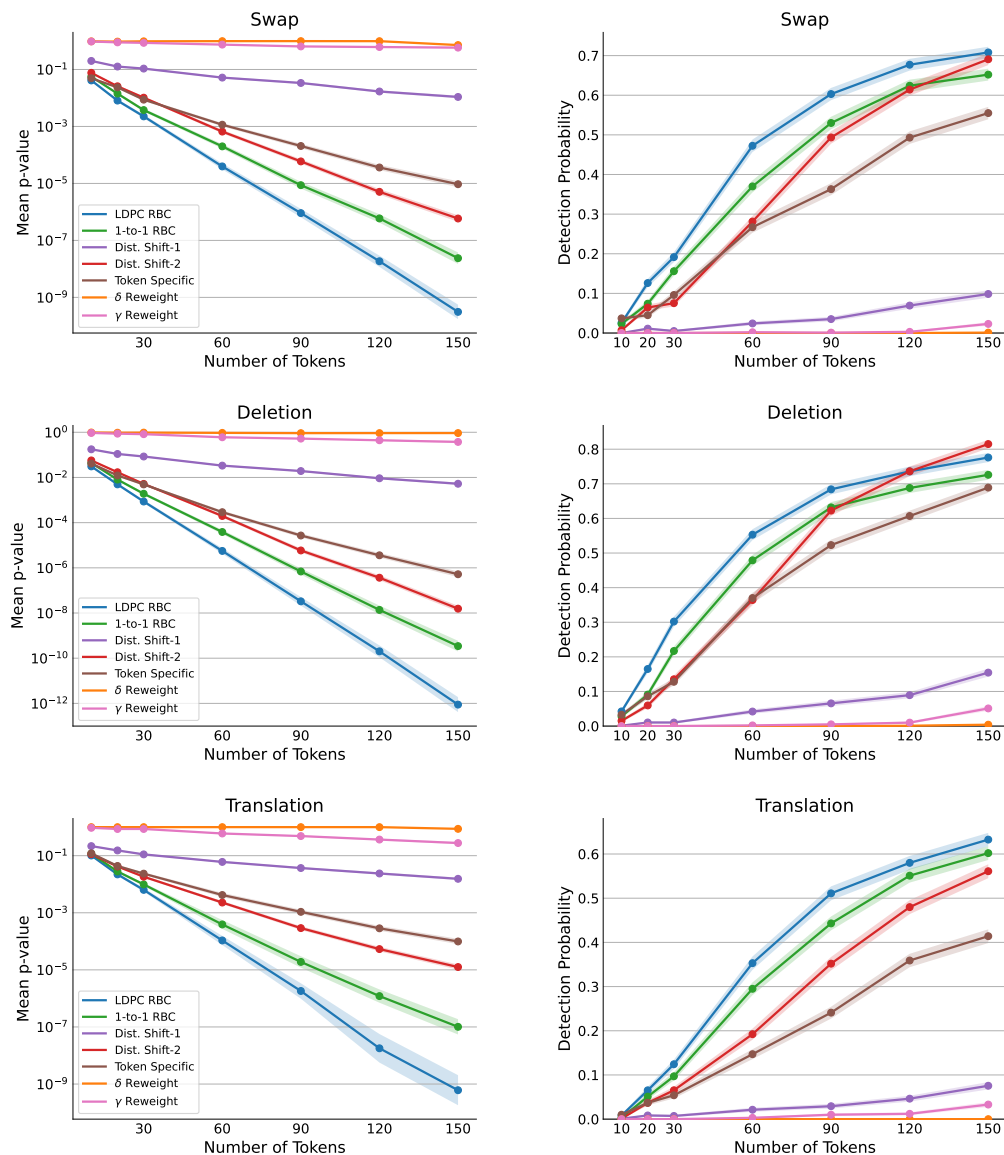 Swap
Mean p-value
10⁻¹
10⁻³
10⁻⁵
10⁻⁷
10⁻⁹
LDPC RBC
1-to-1 RBC
Dist. Shift-1
Dist. Shift-2
Token Specific
δ Reweight
γ Reweight
30 60 90 120 150
Number of Tokens
Swap
Detection Probability
0.7
0.6
0.5
0.4
0.3
0.2
0.1
0.0
10 20 30 60 90 120 150
Number of Tokens
Deletion
Mean p-value
10⁰
10⁻²
10⁻⁴
10⁻⁶
10⁻⁸
10⁻¹⁰
10⁻¹²
LDPC RBC
1-to-1 RBC
Dist. Shift-1
Dist. Shift-2
Token Specific
δ Reweight
γ Reweight
30 60 90 120 150
Number of Tokens
Deletion
Detection Probability
0.8
0.7
0.6
0.5
0.4
0.3
0.2
0.1
0.0
10 20 30 60 90 120 150
Number of Tokens
Translation
Mean p-value
10⁻¹
10⁻³
10⁻⁵
10⁻⁷
10⁻⁹
LDPC RBC
1-to-1 RBC
Dist. Shift-1
Dist. Shift-2
Token Specific
δ Reweight
γ Reweight
30 60 90 120 150
Number of Tokens
Translation
Detection Probability
0.6
0.5
0.4
0.3
0.2
0.1
0.0
10 20 30 60 90 120 150
Number of Tokens